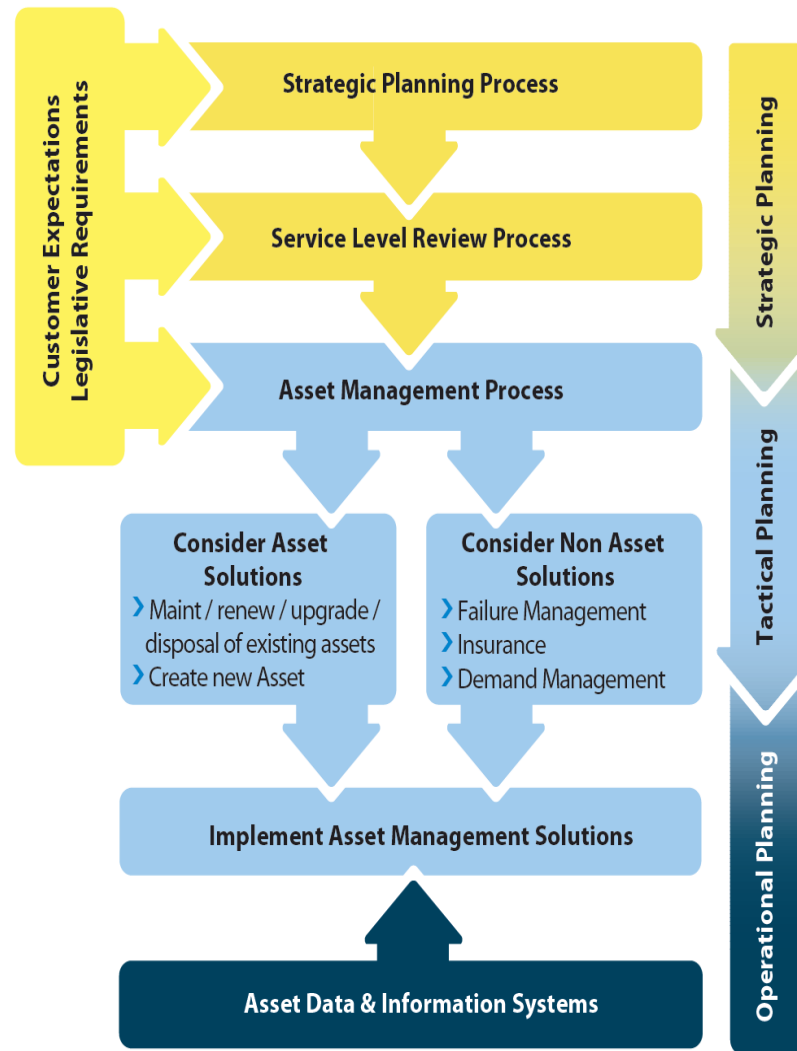 Customer Expectations
Legislative Requirements
Strategic Planning Process
Service Level Review Process
Asset Management Process
Consider Asset
Solutions
❯ Maint / renew / upgrade /
disposal of existing assets
❯ Create new Asset
Consider Non Asset
Solutions
❯ Failure Management
❯ Insurance
❯ Demand Management
Implement Asset Management Solutions
Asset Data & Information Systems
Strategic Planning
Tactical Planning
Operational Planning